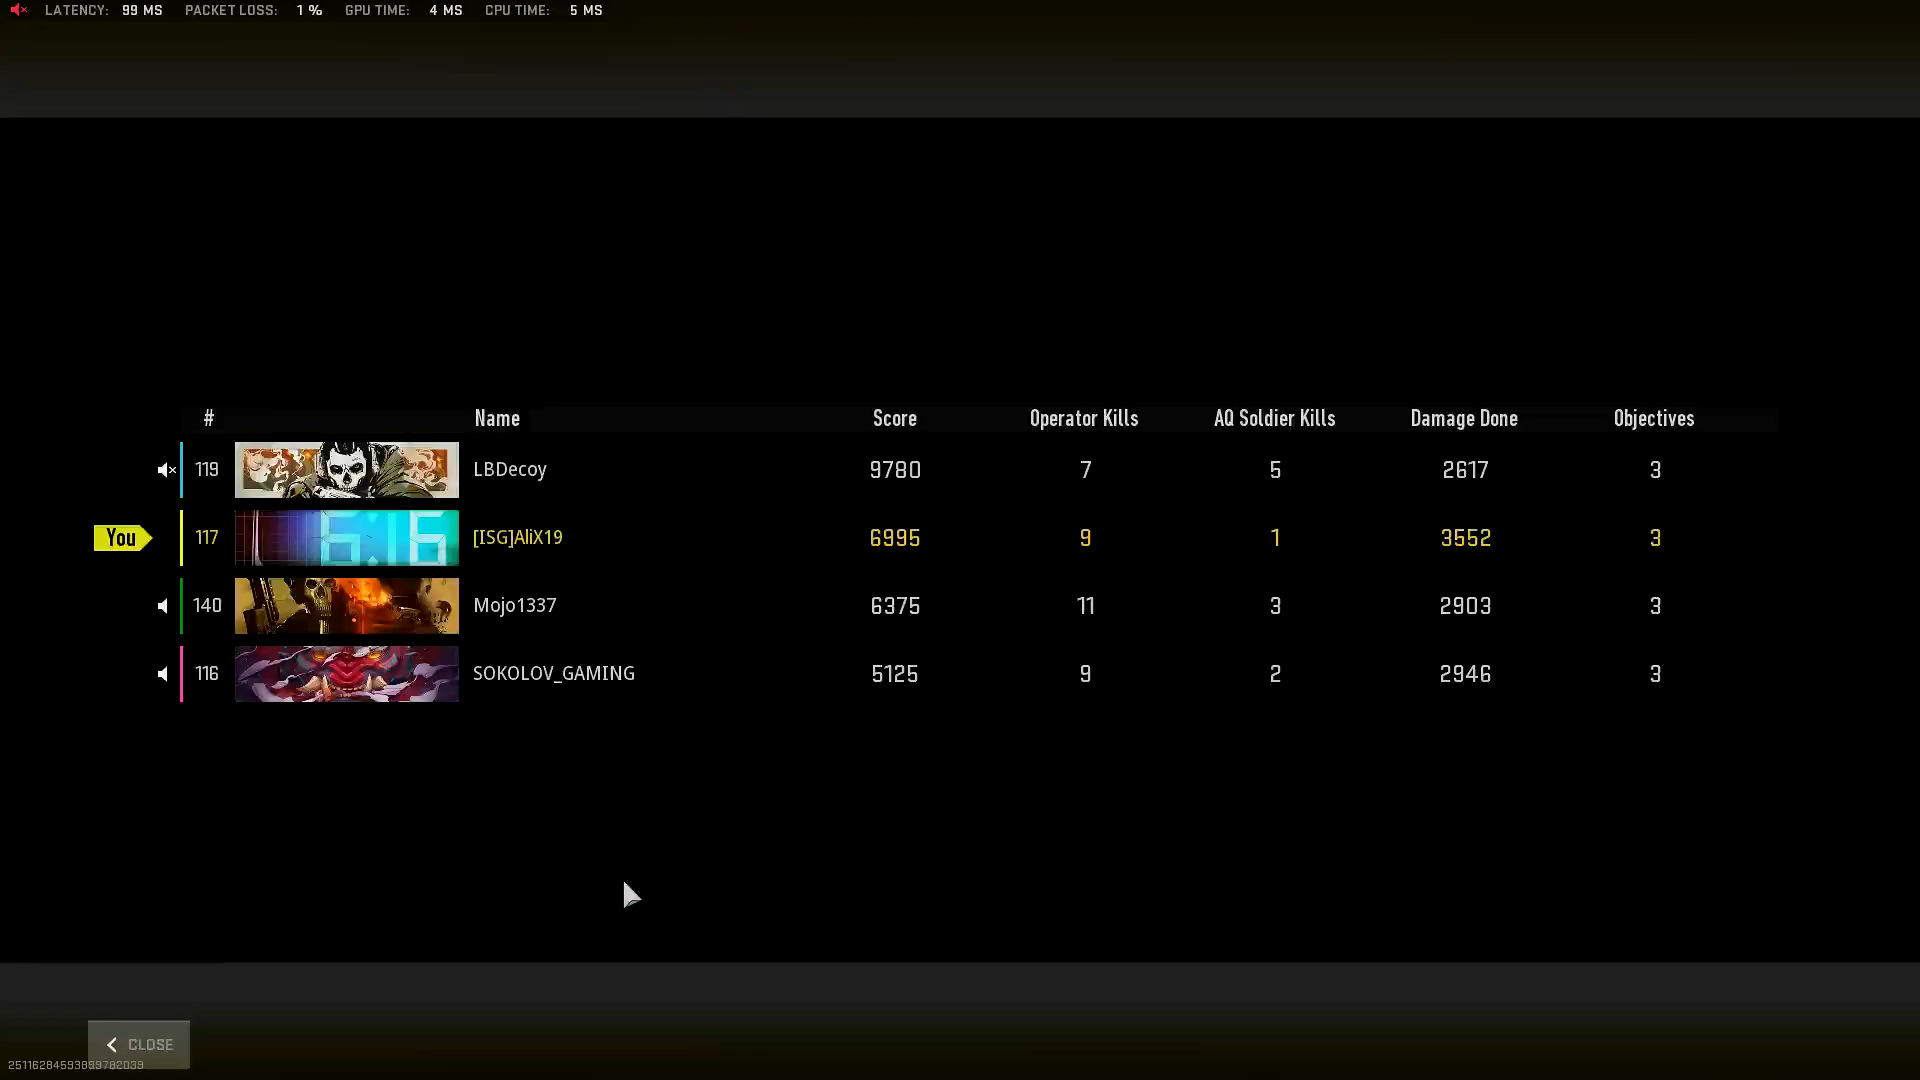 LATENCY: 99 MS PACKET LOSS: 1 % GPU TIME: 4 MS CPU TIME: 5 MS
# Name Score Operator Kills AQ Soldier Kills Damage Done Objectives
119 LBDecoy 9780 7 5 2617 3
You 117 6:16 [ISG]AliX19 6995 9 1 3552 3
140 Mojo1337 6375 11 3 2903 3
116 SOKOLOV_GAMING 5125 9 2 2946 3
CLOSE